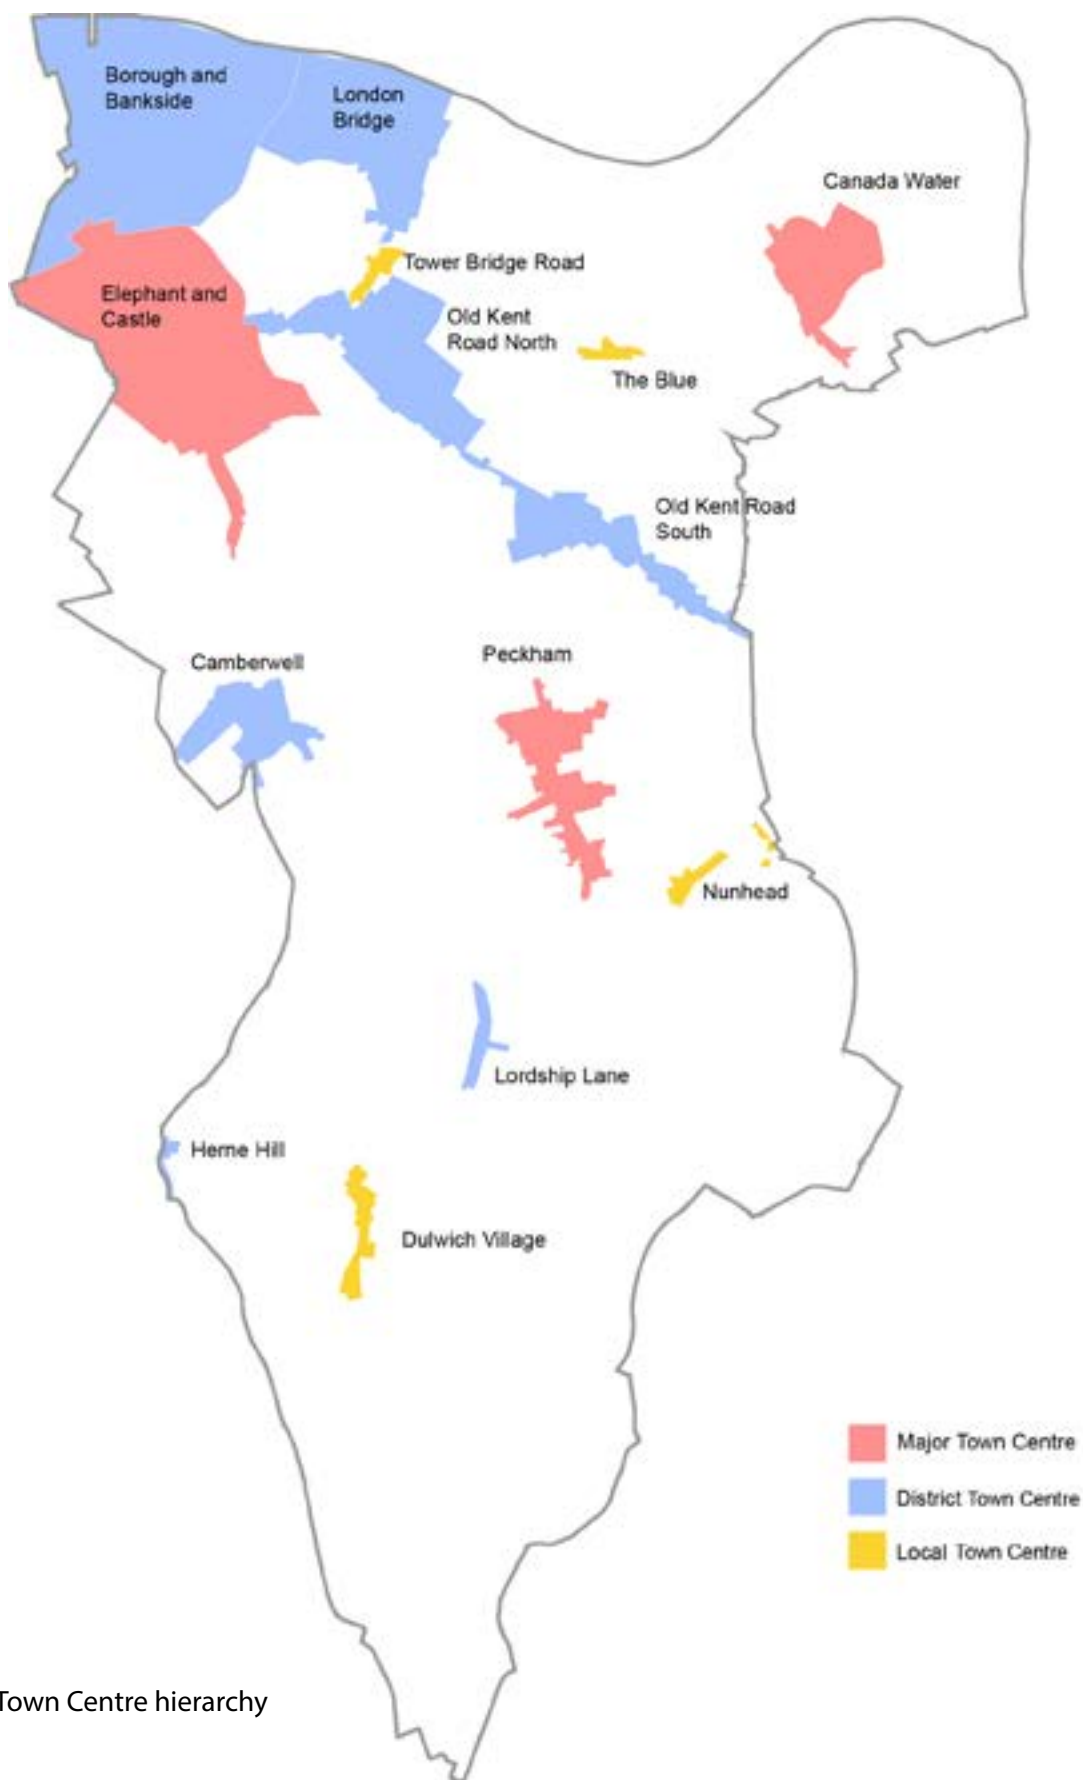 Borough and
Bankside
London
Bridge
Canada Water
Tower Bridge Road
Elephant and
Castle
Old Kent
Road North
The Blue
Old Kent Road
South
Camberwell
Peckham
Nunhead
Lordship Lane
Herne Hill
Dulwich Village
Major Town Centre
District Town Centre
Local Town Centre
Town Centre hierarchy